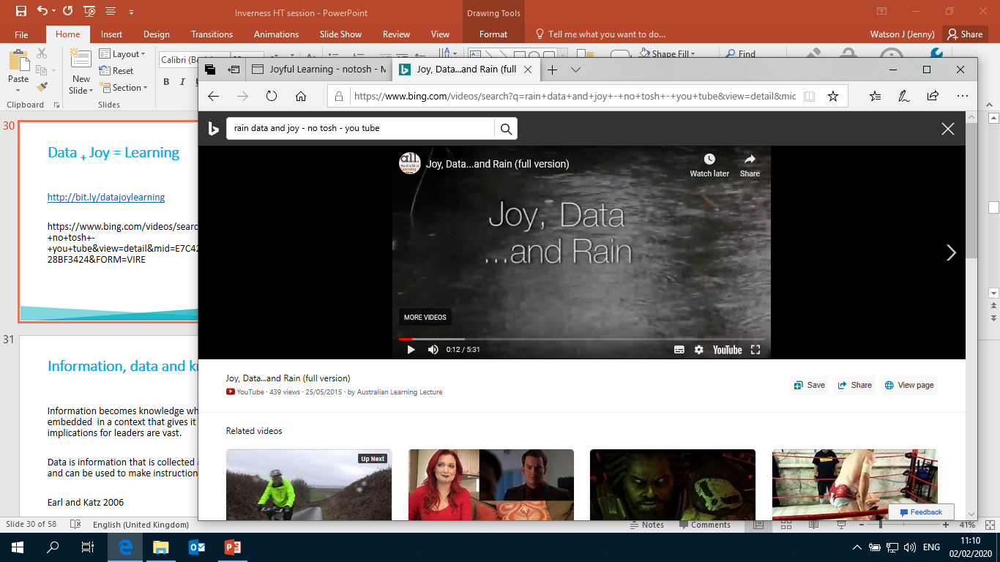 Inverness HT session - PowerPoint
Drawing Tools
File
Home
Insert
Design
Transitions
Animations
Slide Show
Review
View
Format
Tell me what you want to do...
Watson J (Jenny)
Share
Paste
Clipboard
New
Slide
Layout
Reset
Section
Slides
Calibri (Bo
B
I
Shape Fill
Find
Joyful Learning - notosh - M
Joy, Data...and Rain (full
https://www.bing.com/videos/search?q=rain+data+and+joy+-+no+tosh+-+you+tube&view=detail&mid
rain data and joy - no tosh - you tube
all.
Australian
Joy, Data...and Rain (full version)
Watch later
Share
Joy, Data
...and Rain
MORE VIDEOS
0:12 / 5:31
YouTube
Joy, Data...and Rain (full version)
YouTube · 439 views · 25/05/2015 · by Australian Learning Lecture
Save
Share
View page
Related videos
Up Next
Feedback
30
Data + Joy = Learning
http://bit.ly/datajoylearning
https://www.bing.com/videos/searc
+no+tosh+-
+you+tube&view=detail&mid=E7C42
28BF3424&FORM=VIRE
31
Information, data and k
Information becomes knowledge wh
embedded in a context that gives it
implications for leaders are vast.
Data is information that is collected
and can be used to make instruction
Earl and Katz 2006
Slide 30 of 58
English (United Kingdom)
Notes
Comments
41%
ENG
11:10
02/02/2020